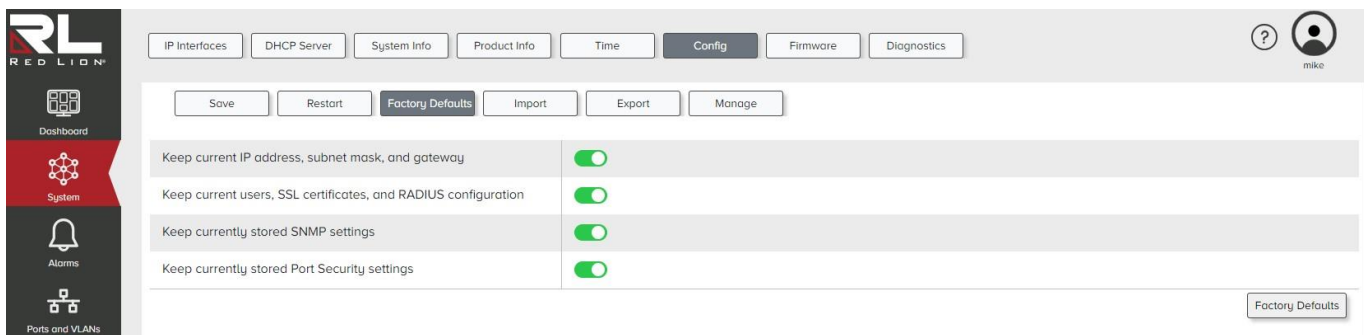 RL
RED LION®
IP Interfaces
DHCP Server
System Info
Product Info
Time
Config
Firmware
Diagnostics
?
mike
Save
Restart
Factory Defaults
Import
Export
Manage
Dashboard
Keep current IP address, subnet mask, and gateway
System
Keep current users, SSL certificates, and RADIUS configuration
Keep currently stored SNMP settings
Alarms
Keep currently stored Port Security settings
Factory Defaults
Ports and VLANs